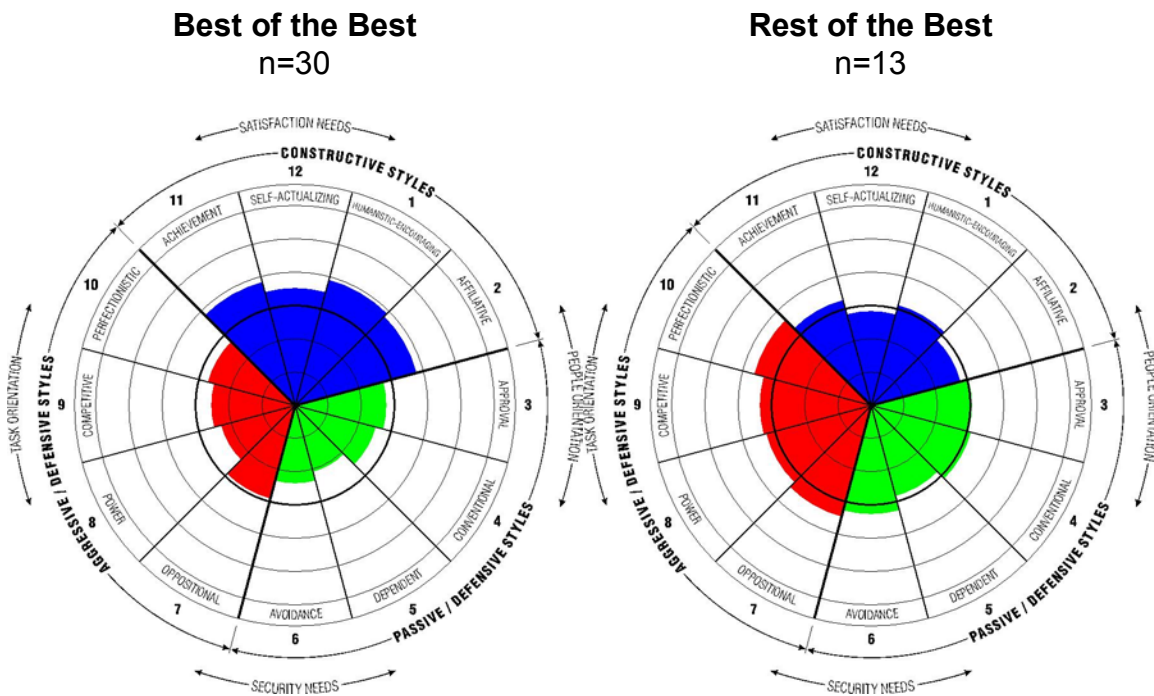 Best of the Best
n=30
SATISFACTION NEEDS
CONSTRUCTIVE STYLES
12
11
1
SELF-ACTUALIZING
ACHIEVEMENT
HUMANISTIC-ENCOURAGING
10
2
PERFECTIONISTIC
AFFILIATIVE
TASK ORIENTATION
9
COMPETITIVE
APPROVAL
3
PEOPLE ORIENTATION
AGGRESSIVE / DEFENSIVE STYLES
8
POWER
CONVENTIONAL
4
OPPOSITIONAL
DEPENDENT
7
AVOIDANCE
5
6
PASSIVE / DEFENSIVE STYLES
SECURITY NEEDS
Rest of the Best
n=13
SATISFACTION NEEDS
CONSTRUCTIVE STYLES
12
11
1
SELF-ACTUALIZING
ACHIEVEMENT
HUMANISTIC-ENCOURAGING
10
2
PERFECTIONISTIC
AFFILIATIVE
TASK ORIENTATION
9
COMPETITIVE
APPROVAL
3
PEOPLE ORIENTATION
AGGRESSIVE / DEFENSIVE STYLES
8
POWER
CONVENTIONAL
4
OPPOSITIONAL
DEPENDENT
7
AVOIDANCE
5
6
PASSIVE / DEFENSIVE STYLES
SECURITY NEEDS